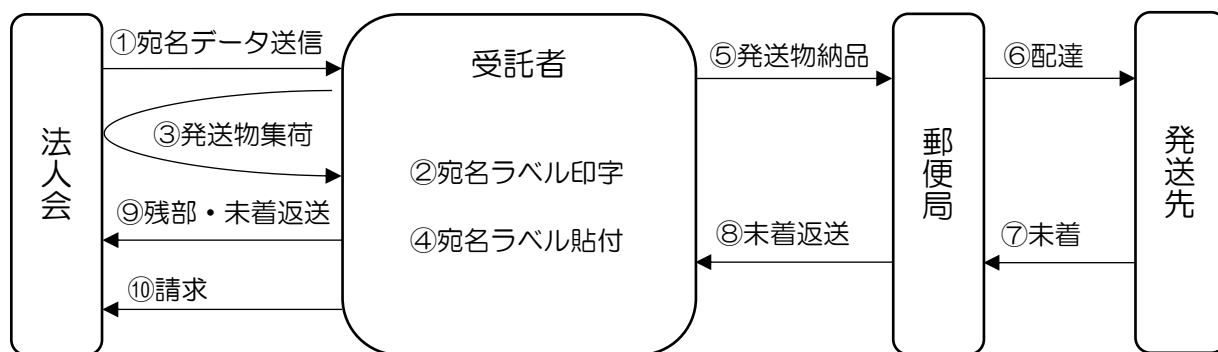 法人会
①宛名データ送信
③発送物集荷
⑨残部・未着返送
⑩請求
受託者
②宛名ラベル印字
④宛名ラベル貼付
⑤発送物納品
⑧未着返送
郵便局
⑥配達
⑦未着
発送先